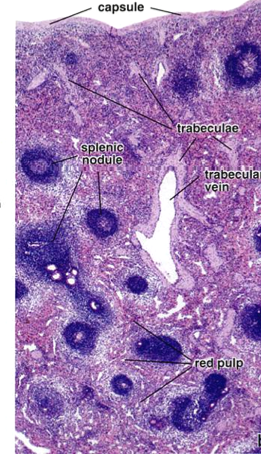 capsule
trabeculae
splenic
nodule
trabecular
vein
red pulp